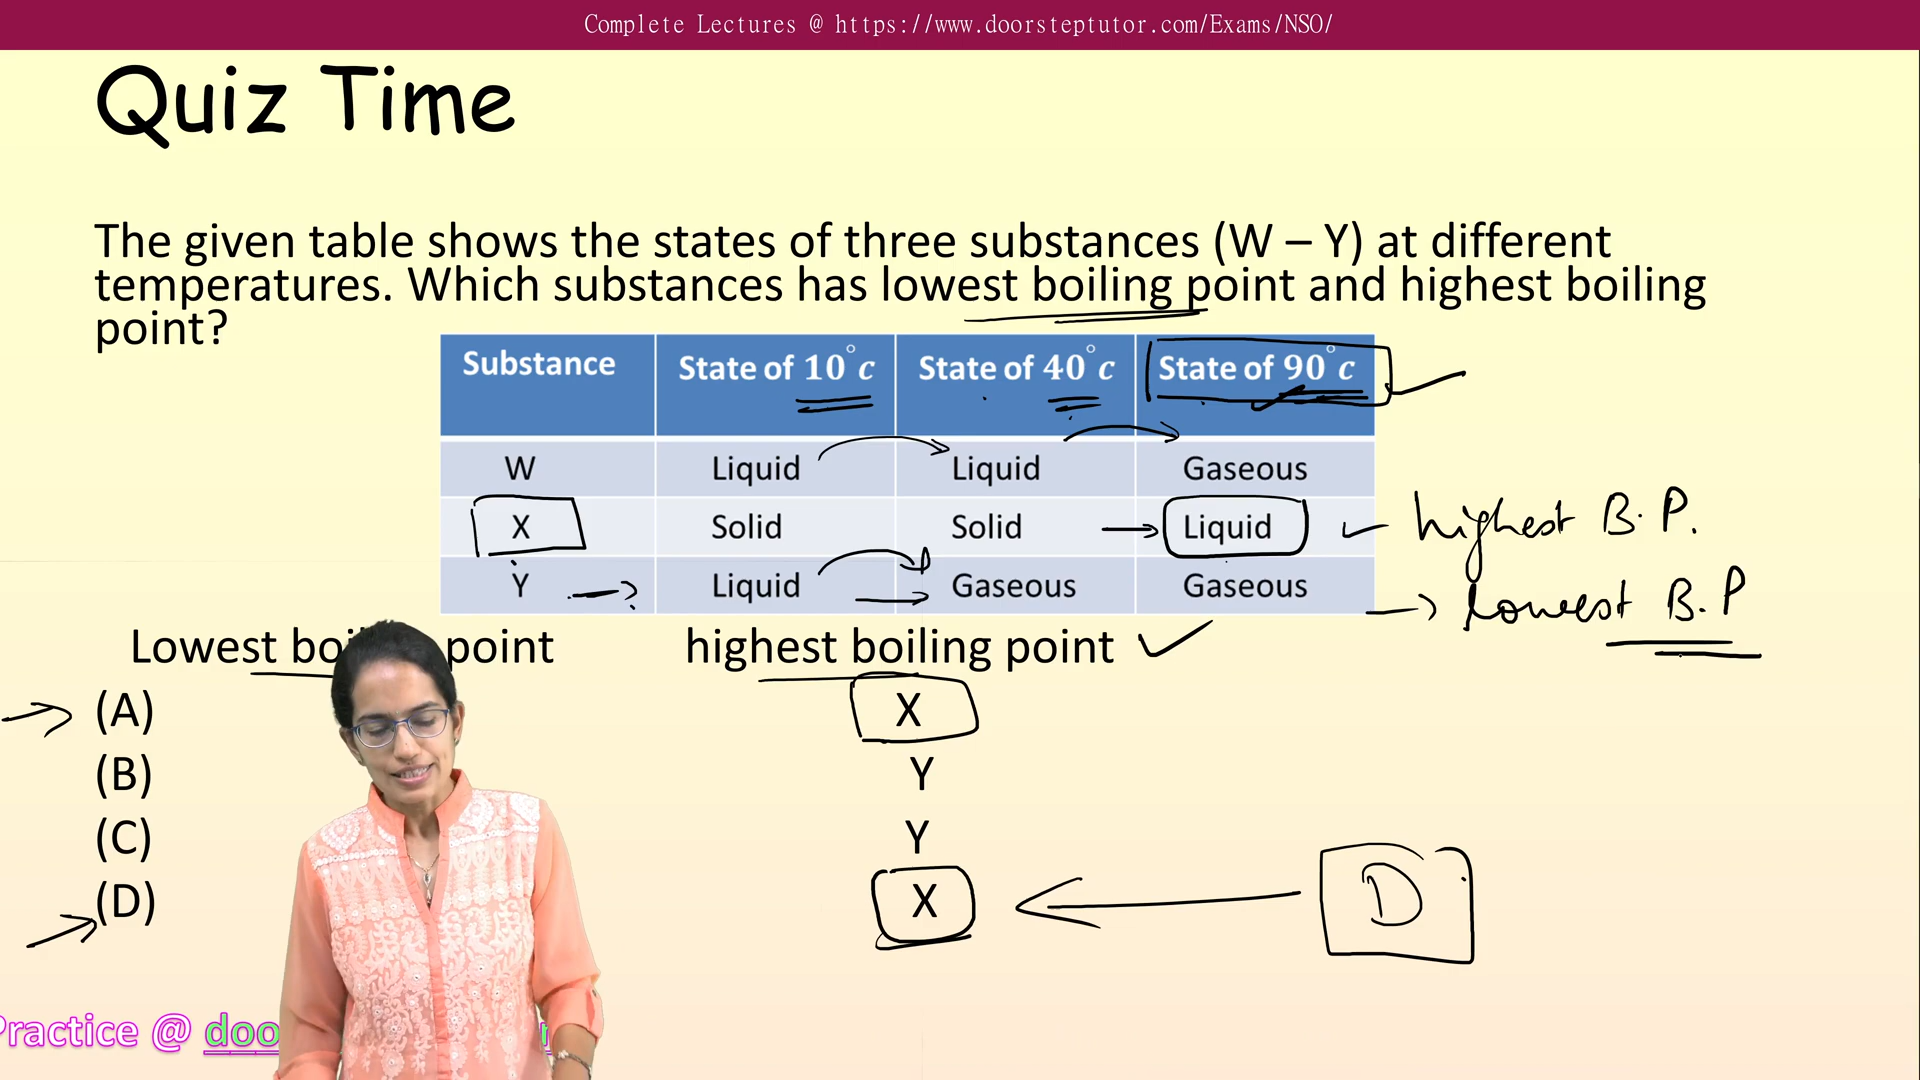 Complete Lectures @ https://www.doorsteptutor.com/Exams/NSO/
Quiz Time
The given table shows the states of three substances (W – Y) at different
temperatures. Which substances has lowest boiling point and highest boiling
point?
Substance State of 10°c State of 40°c State of 90°c
W Liquid Liquid Gaseous
X Solid Solid Liquid highest B.P.
Y ? Liquid Gaseous Gaseous lowest B.P
Lowest point highest boiling point
(A) X
(B) Y
(C) Y
(D) X D
Practice @